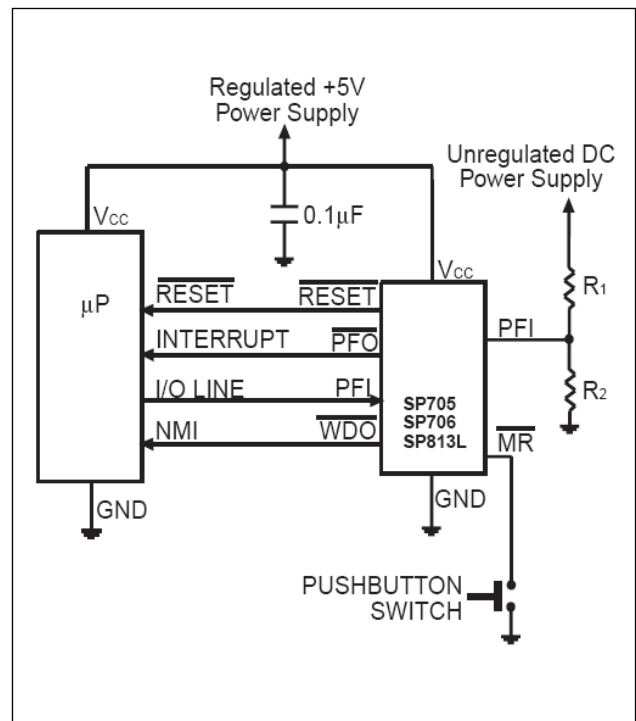 Regulated +5V
Power Supply
Unregulated DC
Power Supply
VCC
0.1µF
VCC
R1
µP
RESET
RESET
PFI
INTERRUPT
PFO
I/O LINE
PFI
SP705
SP706
SP813L
R2
NMI
WDO
MR
GND
GND
PUSHBUTTON
SWITCH